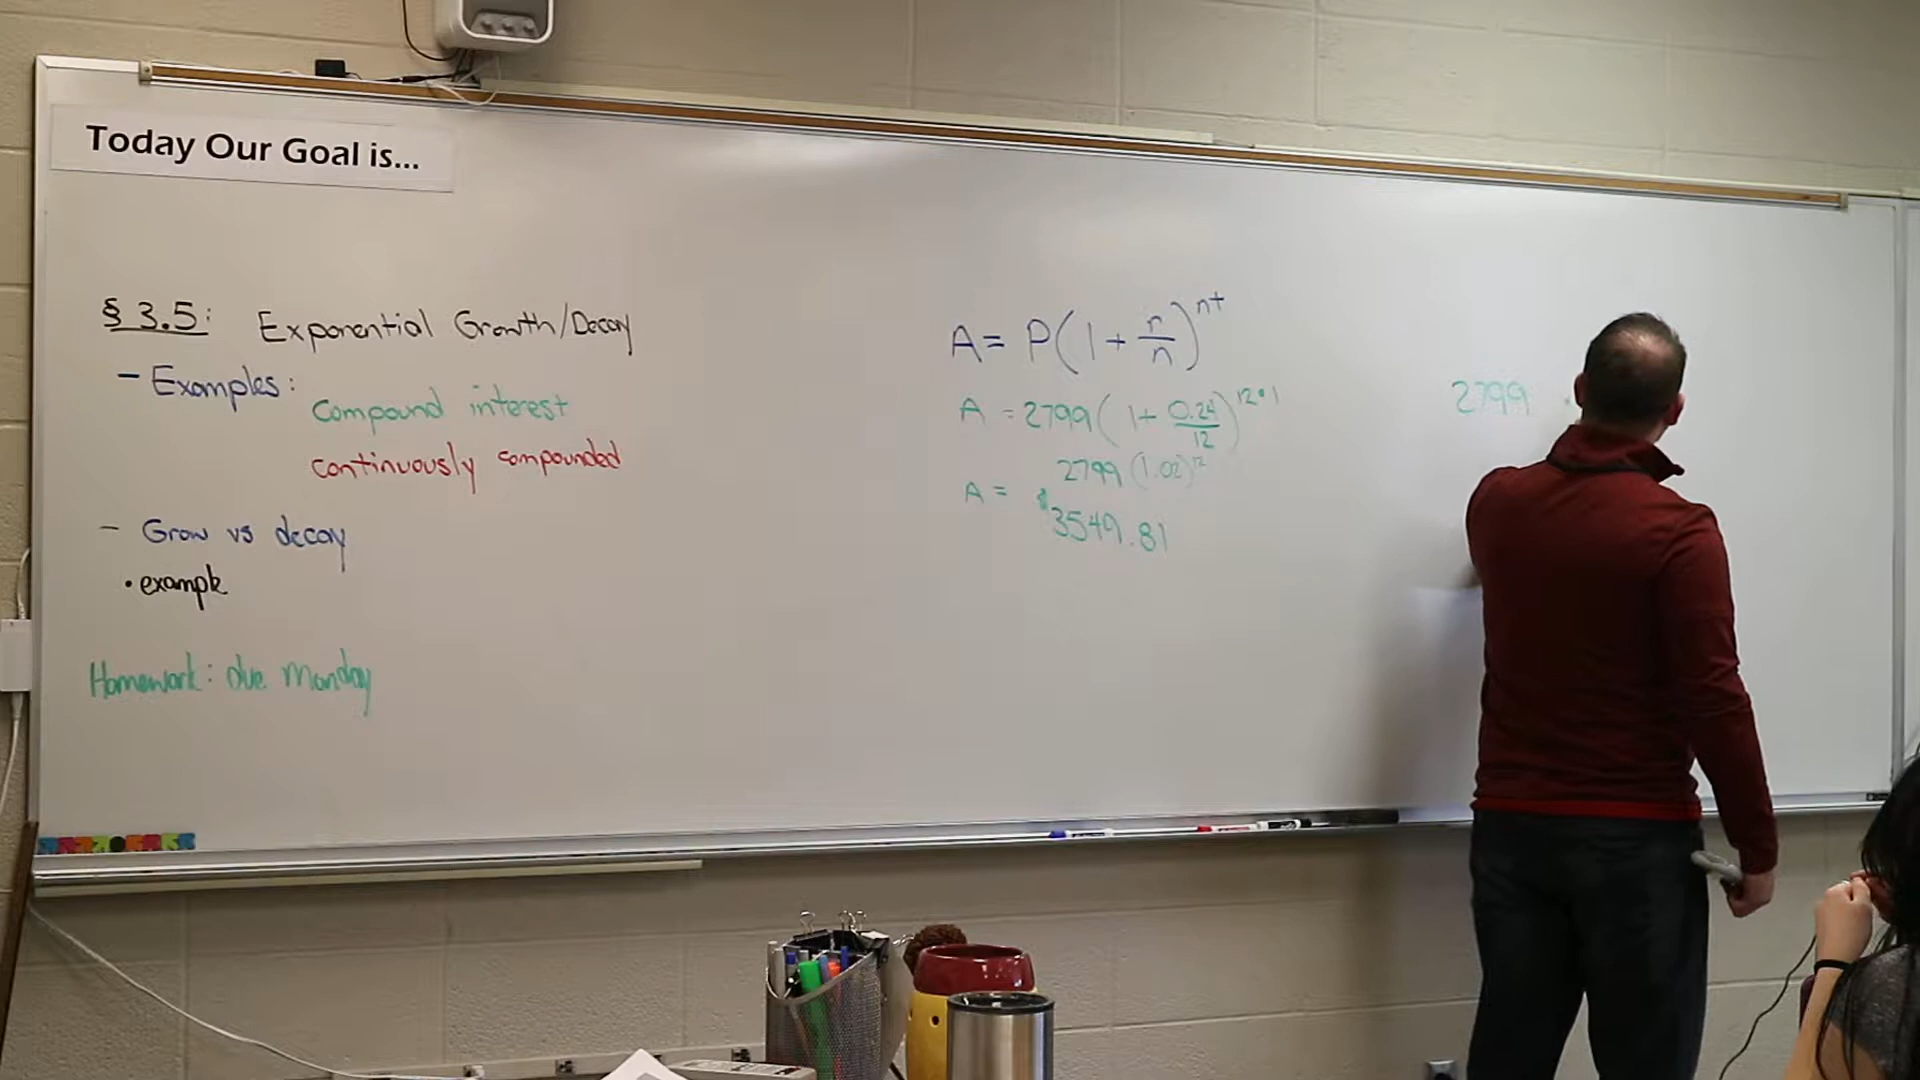 Today Our Goal is...
§ 3.5: Exponential Growth/Decay
- Examples:
compound interest
continuously compounded
- Grow vs decay
• example
Homework: due Monday
A = P(1 + r/n)^nt
A = 2799(1 + 0.24/12)^12•1
2799(1.02)^12
A =
$3549.81
2799